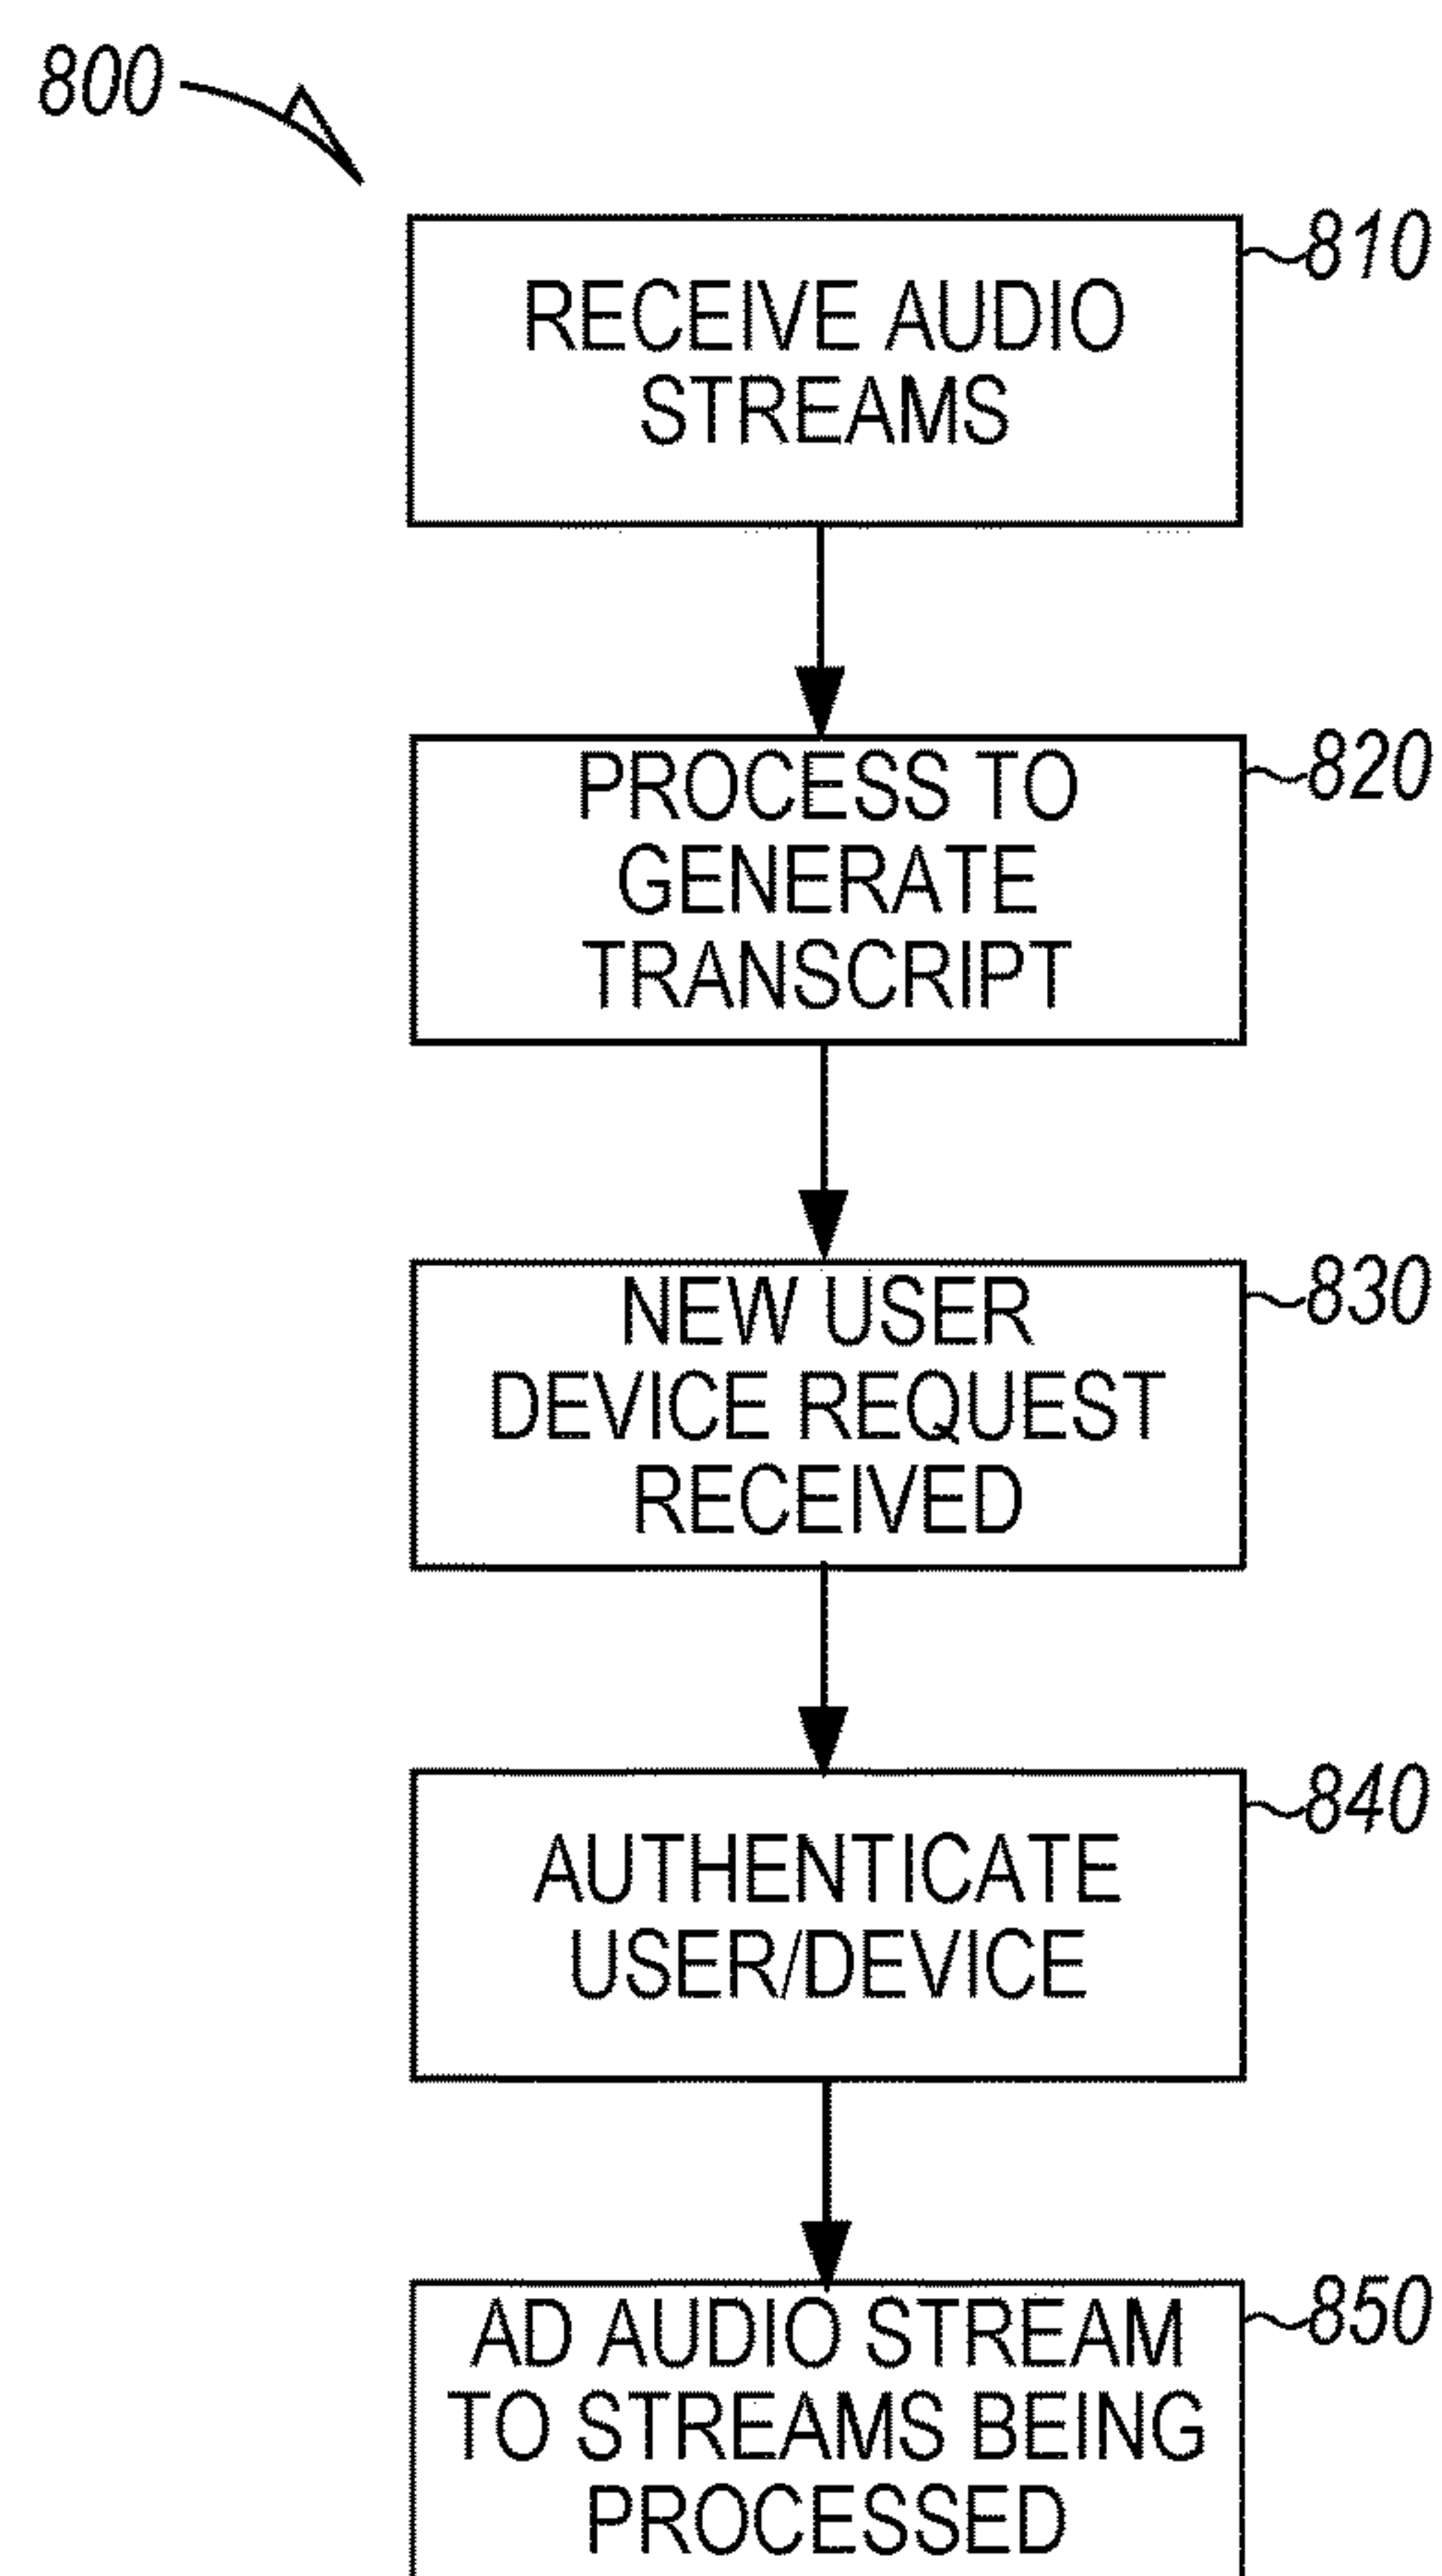 800
810
RECEIVE AUDIO
STREAMS
820
PROCESS TO
GENERATE
TRANSCRIPT
830
NEW USER
DEVICE REQUEST
RECEIVED
840
AUTHENTICATE
USER/DEVICE
850
AD AUDIO STREAM
TO STREAMS BEING
PROCESSED